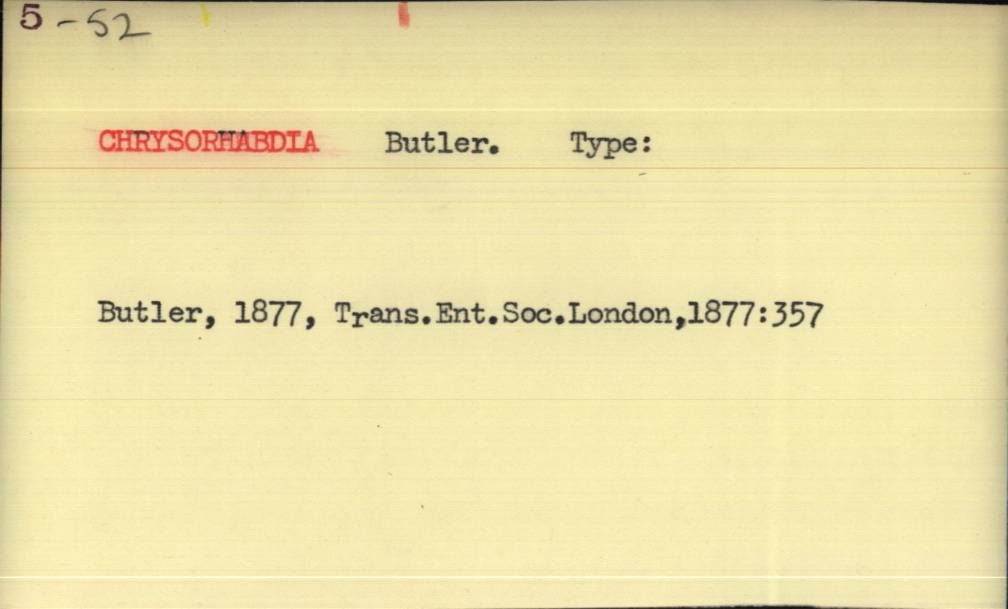 5 - 52
CHRYSORHABDIA Butler. Type:
Butler, 1877, Trans.Ent.Soc.London,1877:357